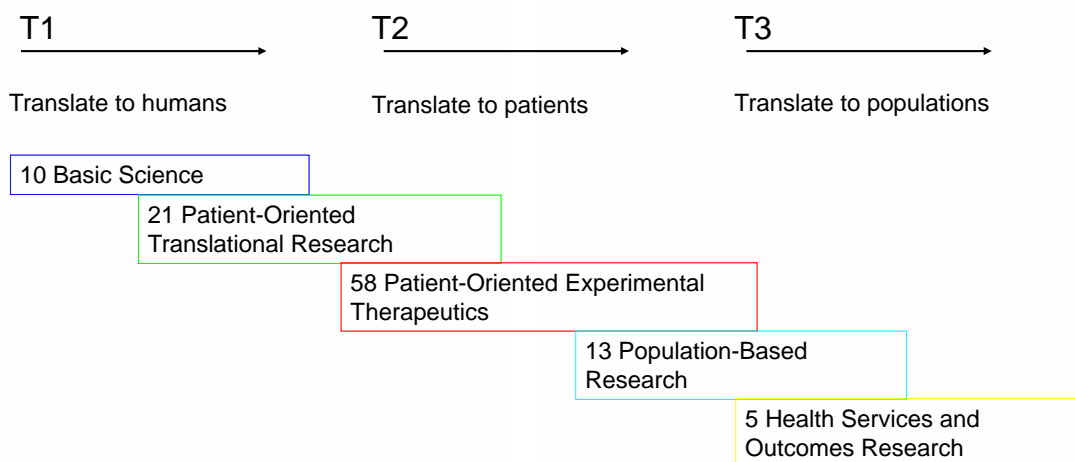 T1
T2
T3
Translate to humans
Translate to patients
Translate to populations
10 Basic Science
21 Patient-Oriented
Translational Research
58 Patient-Oriented Experimental
Therapeutics
13 Population-Based
Research
5 Health Services and
Outcomes Research